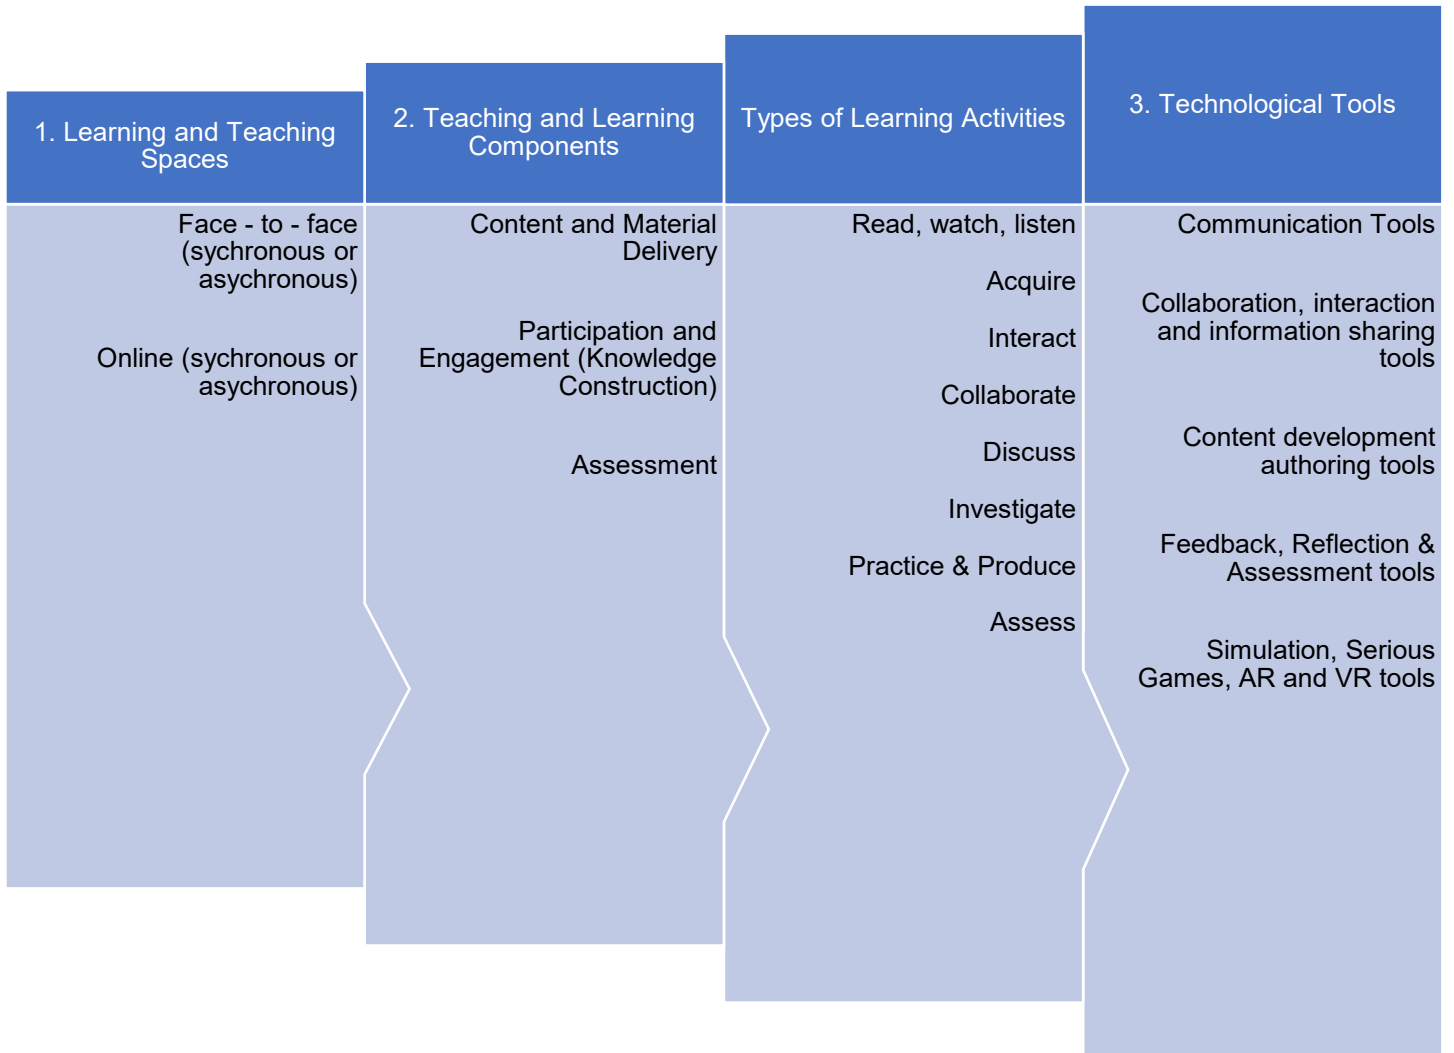 1. Learning and Teaching
Spaces
Face - to - face
(sychronous or
asychronous)
Online (sychronous or
asychronous)
2. Teaching and Learning
Components
Content and Material
Delivery
Participation and
Engagement (Knowledge
Construction)
Assessment
Types of Learning Activities
Read, watch, listen
Acquire
Interact
Collaborate
Discuss
Investigate
Practice & Produce
Assess
3. Technological Tools
Communication Tools
Collaboration, interaction
and information sharing
tools
Content development
authoring tools
Feedback, Reflection &
Assessment tools
Simulation, Serious
Games, AR and VR tools